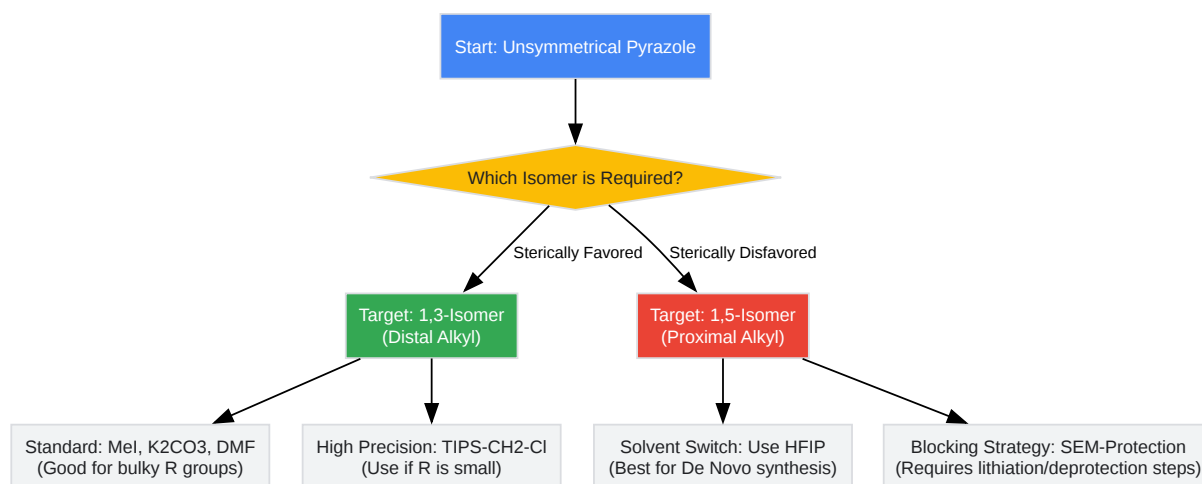 Start: Unsymmetrical Pyrazole
Which Isomer is Required?
Sterically Favored
Sterically Disfavored
Target: 1,3-Isomer
(Distal Alkyl)
Target: 1,5-Isomer
(Proximal Alkyl)
Standard: MeI, K2CO3, DMF
(Good for bulky R groups)
High Precision: TIPS-CH2-Cl
(Use if R is small)
Solvent Switch: Use HFIP
(Best for De Novo synthesis)
Blocking Strategy: SEM-Protection
(Requires lithiation/deprotection steps)